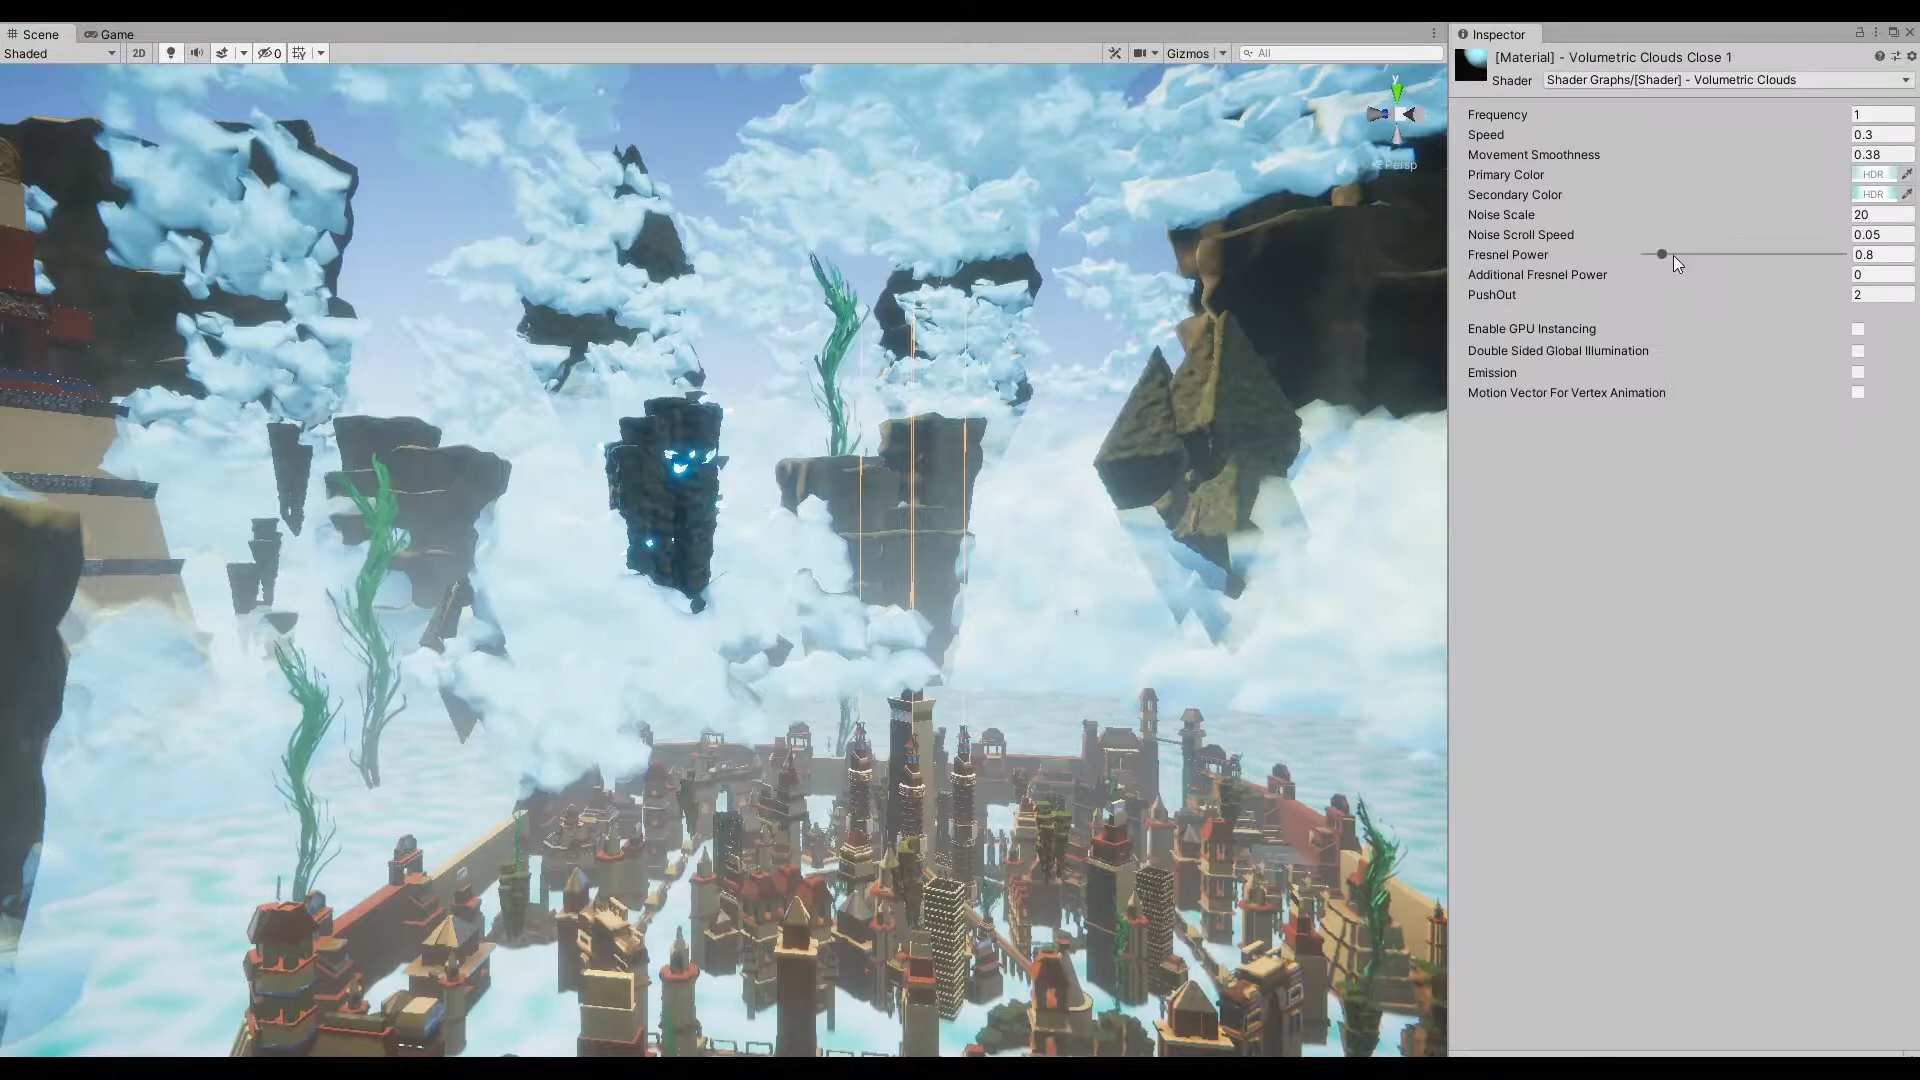 Scene Game Inspector
Shaded 2D 0 Gizmos All
[Material] - Volumetric Clouds Close 1
Shader Shader Graphs/[Shader] - Volumetric Clouds
y
Persp
Frequency 1
Speed 0.3
Movement Smoothness 0.38
Primary Color HDR
Secondary Color HDR
Noise Scale 20
Noise Scroll Speed 0.05
Fresnel Power 0.8
Additional Fresnel Power 0
PushOut 2
Enable GPU Instancing
Double Sided Global Illumination
Emission
Motion Vector For Vertex Animation